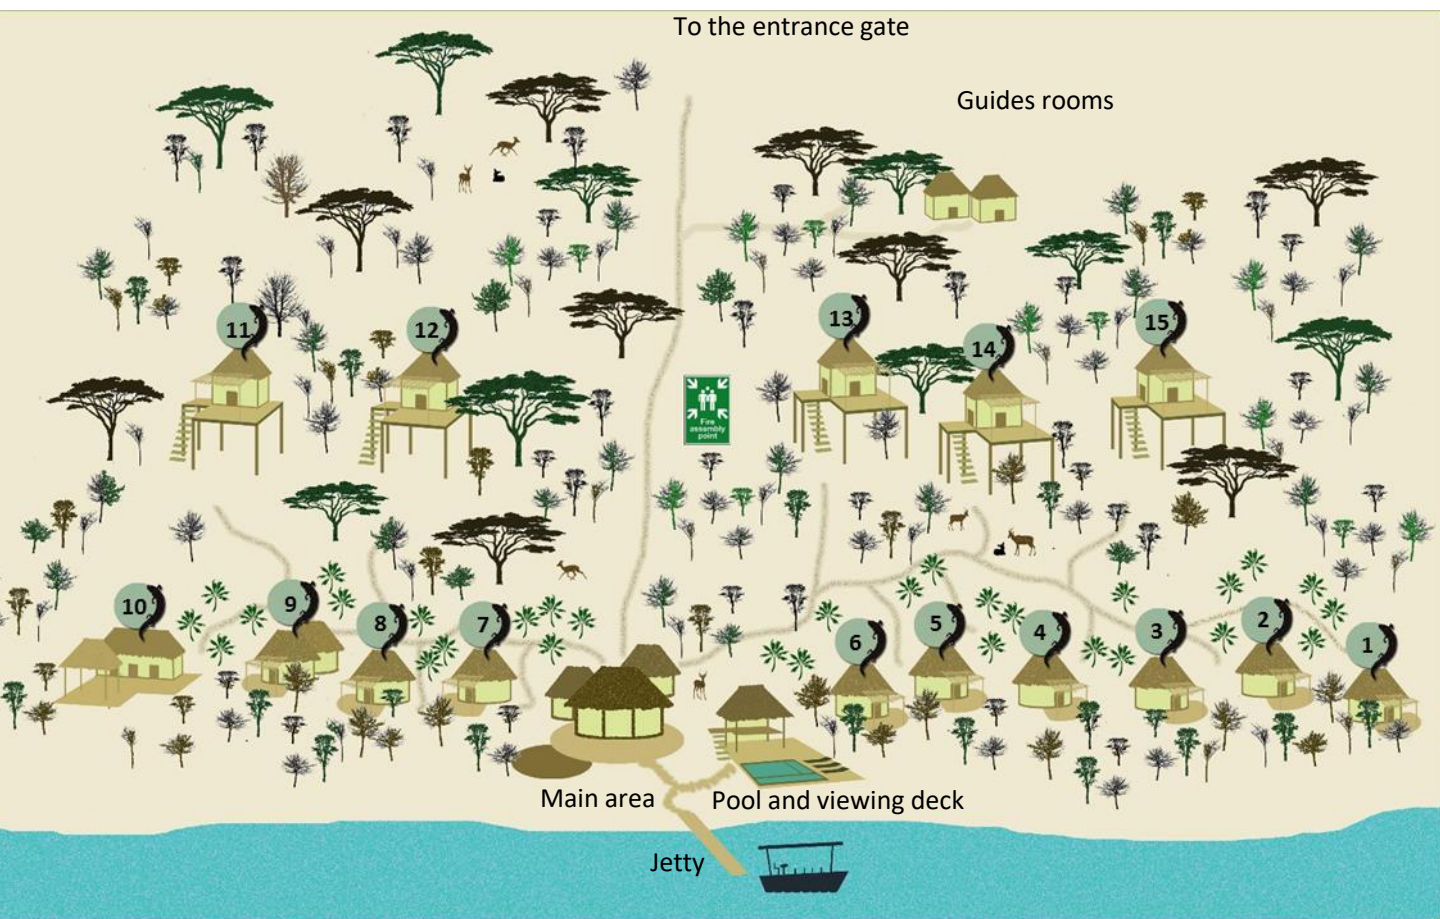 To the entrance gate
Guides rooms
11
12
13
14
15
Fire
assembly
point
10
9
8
7
6
5
4
3
2
1
Main area
Pool and viewing deck
Jetty